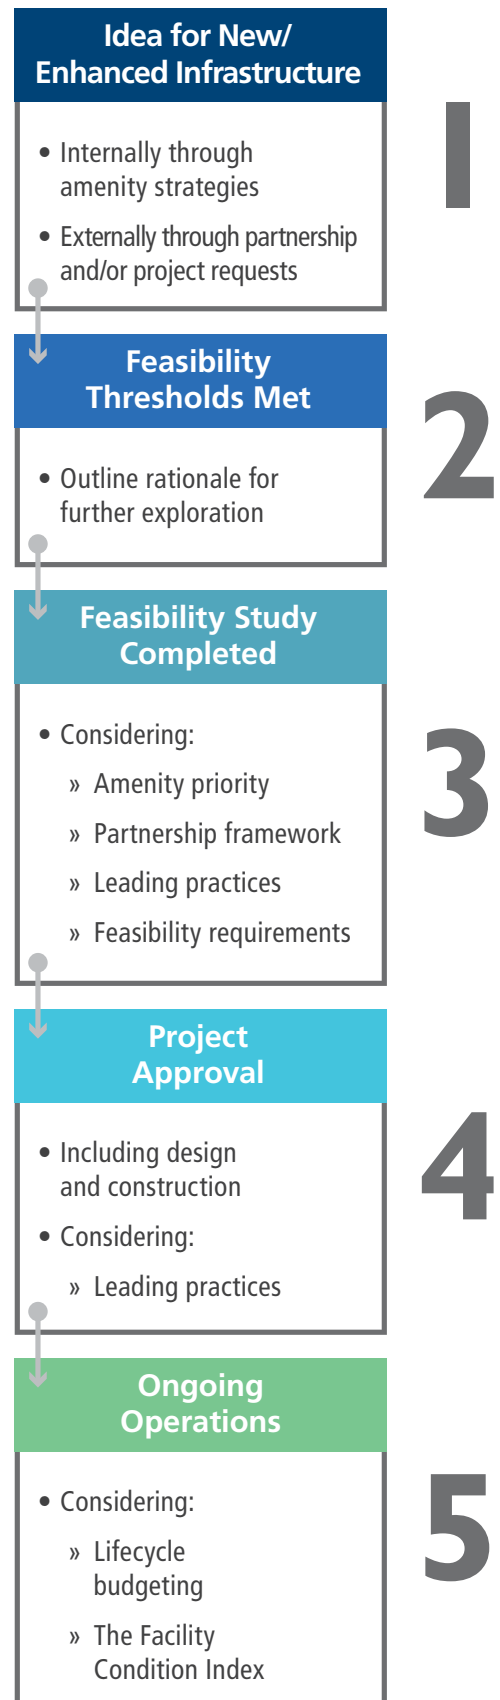 Idea for New/
Enhanced Infrastructure
1
• Internally through
amenity strategies
• Externally through partnership
and/or project requests
Feasibility
Thresholds Met
2
• Outline rationale for
further exploration
Feasibility Study
Completed
3
• Considering:
» Amenity priority
» Partnership framework
» Leading practices
» Feasibility requirements
Project
Approval
4
• Including design
and construction
• Considering:
» Leading practices
Ongoing
Operations
5
• Considering:
» Lifecycle
budgeting
» The Facility
Condition Index